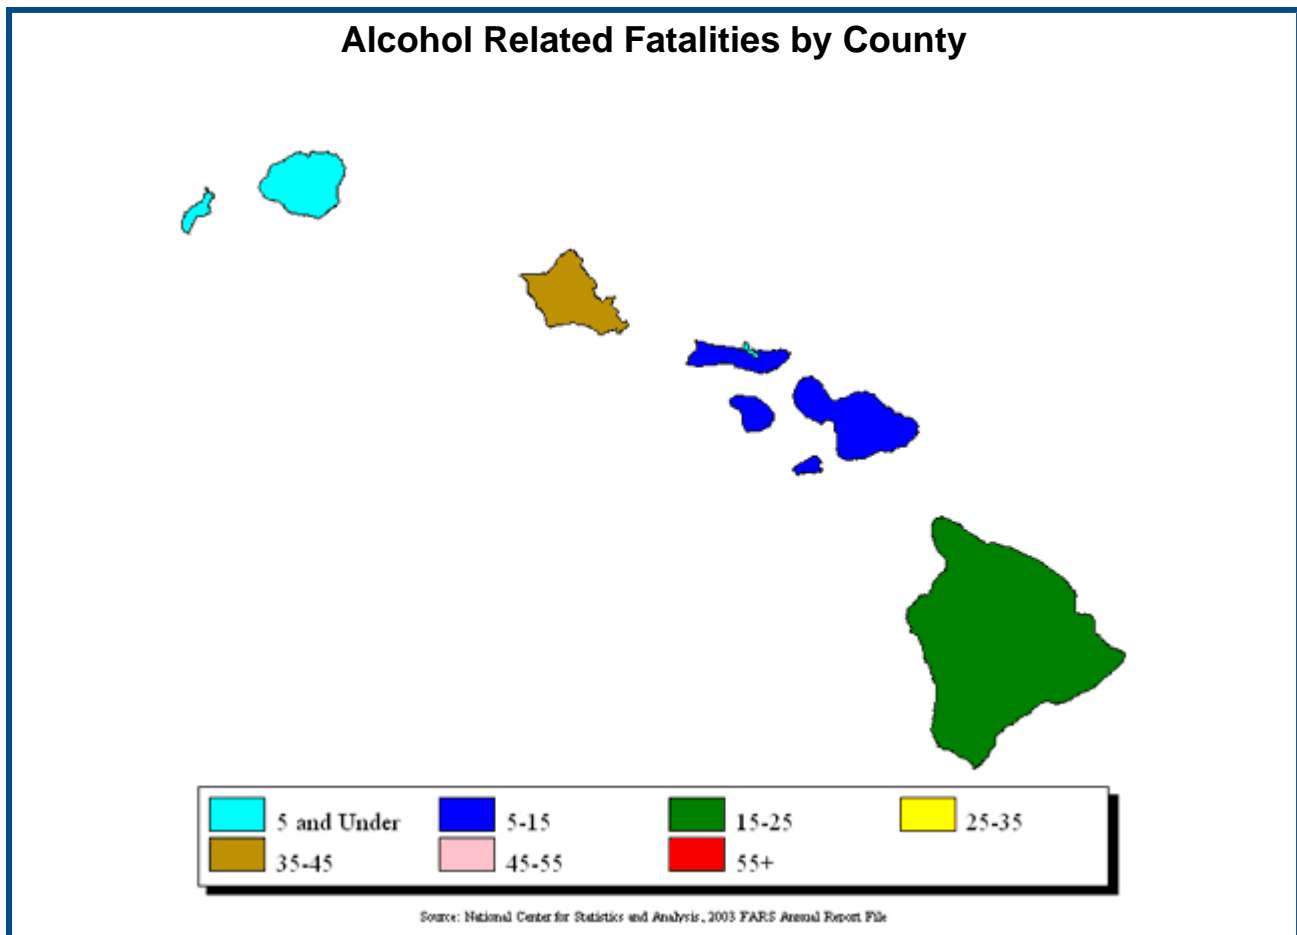 Alcohol Related Fatalities by County
5 and Under 5-15 15-25 25-35
35-45 45-55 55+
Source: National Center for Statistics and Analysis, 2003 FARS Annual Report File